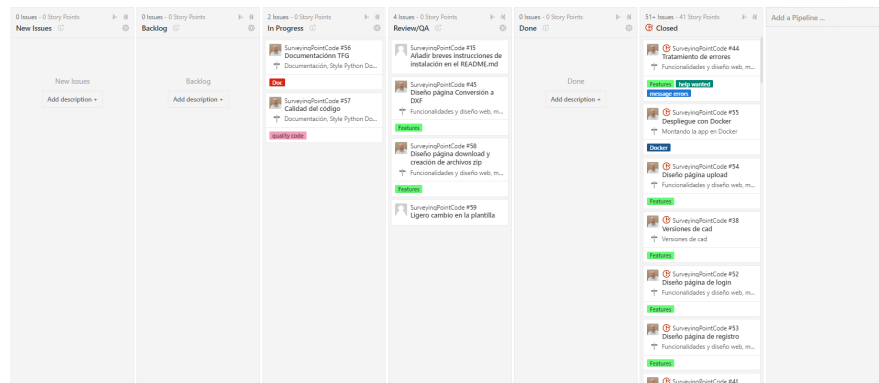 0 Issues - 0 Story Points
New Issues
New Issues
Add description +
0 Issues - 0 Story Points
Backlog
Backlog
Add description +
2 Issues - 0 Story Points
In Progress
SurveyingPointCode #56
Documentaciónn TFG
Documentación, Style Python Do...
Doc
SurveyingPointCode #57
Calidad del código
Documentación, Style Python Do...
quality code
4 Issues - 0 Story Points
Review/QA
SurveyingPointCode #15
Añadir breves instrucciones de
instalación en el README.md
SurveyingPointCode #45
Diseño página Conversión a
DXF
Funcionalidades y diseño web, m...
Features
SurveyingPointCode #58
Diseño página download y
creación de archivos zip
Funcionalidades y diseño web, m...
Features
SurveyingPointCode #59
Ligero cambio en la plantilla
0 Issues - 0 Story Points
Done
Done
Add description +
51+ Issues - 41 Story Points
Closed
SurveyingPointCode #44
Tratamiento de errores
Funcionalidades y diseño web, m...
Features help wanted
message errors
SurveyingPointCode #55
Despliegue con Docker
Montando la app en Docker
Docker
SurveyingPointCode #54
Diseño página upload
Funcionalidades y diseño web, m...
Features
SurveyingPointCode #38
Versiones de cad
Versiones de cad
Features
SurveyingPointCode #52
Diseño página de login
Funcionalidades y diseño web, m...
Features
SurveyingPointCode #53
Diseño página de registro
Funcionalidades y diseño web, m...
Features
SurveyingPointCode #41
Add a Pipeline ...